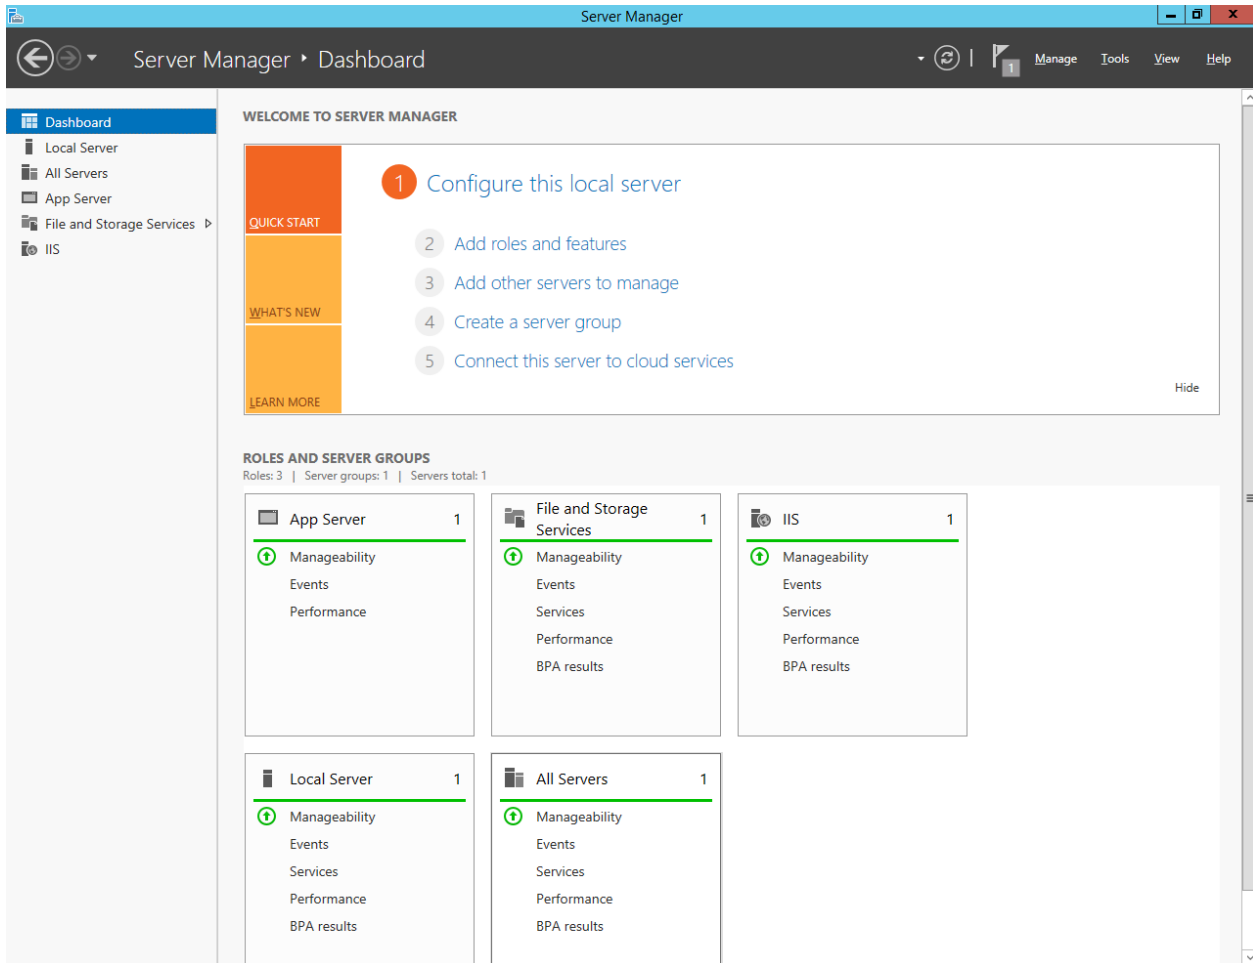 Server Manager
Server Manager ‣ Dashboard
1
Manage Tools View Help
Dashboard
Local Server
All Servers
App Server
File and Storage Services
IIS
WELCOME TO SERVER MANAGER
QUICK START
WHAT'S NEW
LEARN MORE
1 Configure this local server
2 Add roles and features
3 Add other servers to manage
4 Create a server group
5 Connect this server to cloud services
Hide
ROLES AND SERVER GROUPS
Roles: 3 | Server groups: 1 | Servers total: 1
App Server 1
Manageability
Events
Performance
File and Storage
Services 1
Manageability
Events
Services
Performance
BPA results
IIS 1
Manageability
Events
Services
Performance
BPA results
Local Server 1
Manageability
Events
Services
Performance
BPA results
All Servers 1
Manageability
Events
Services
Performance
BPA results